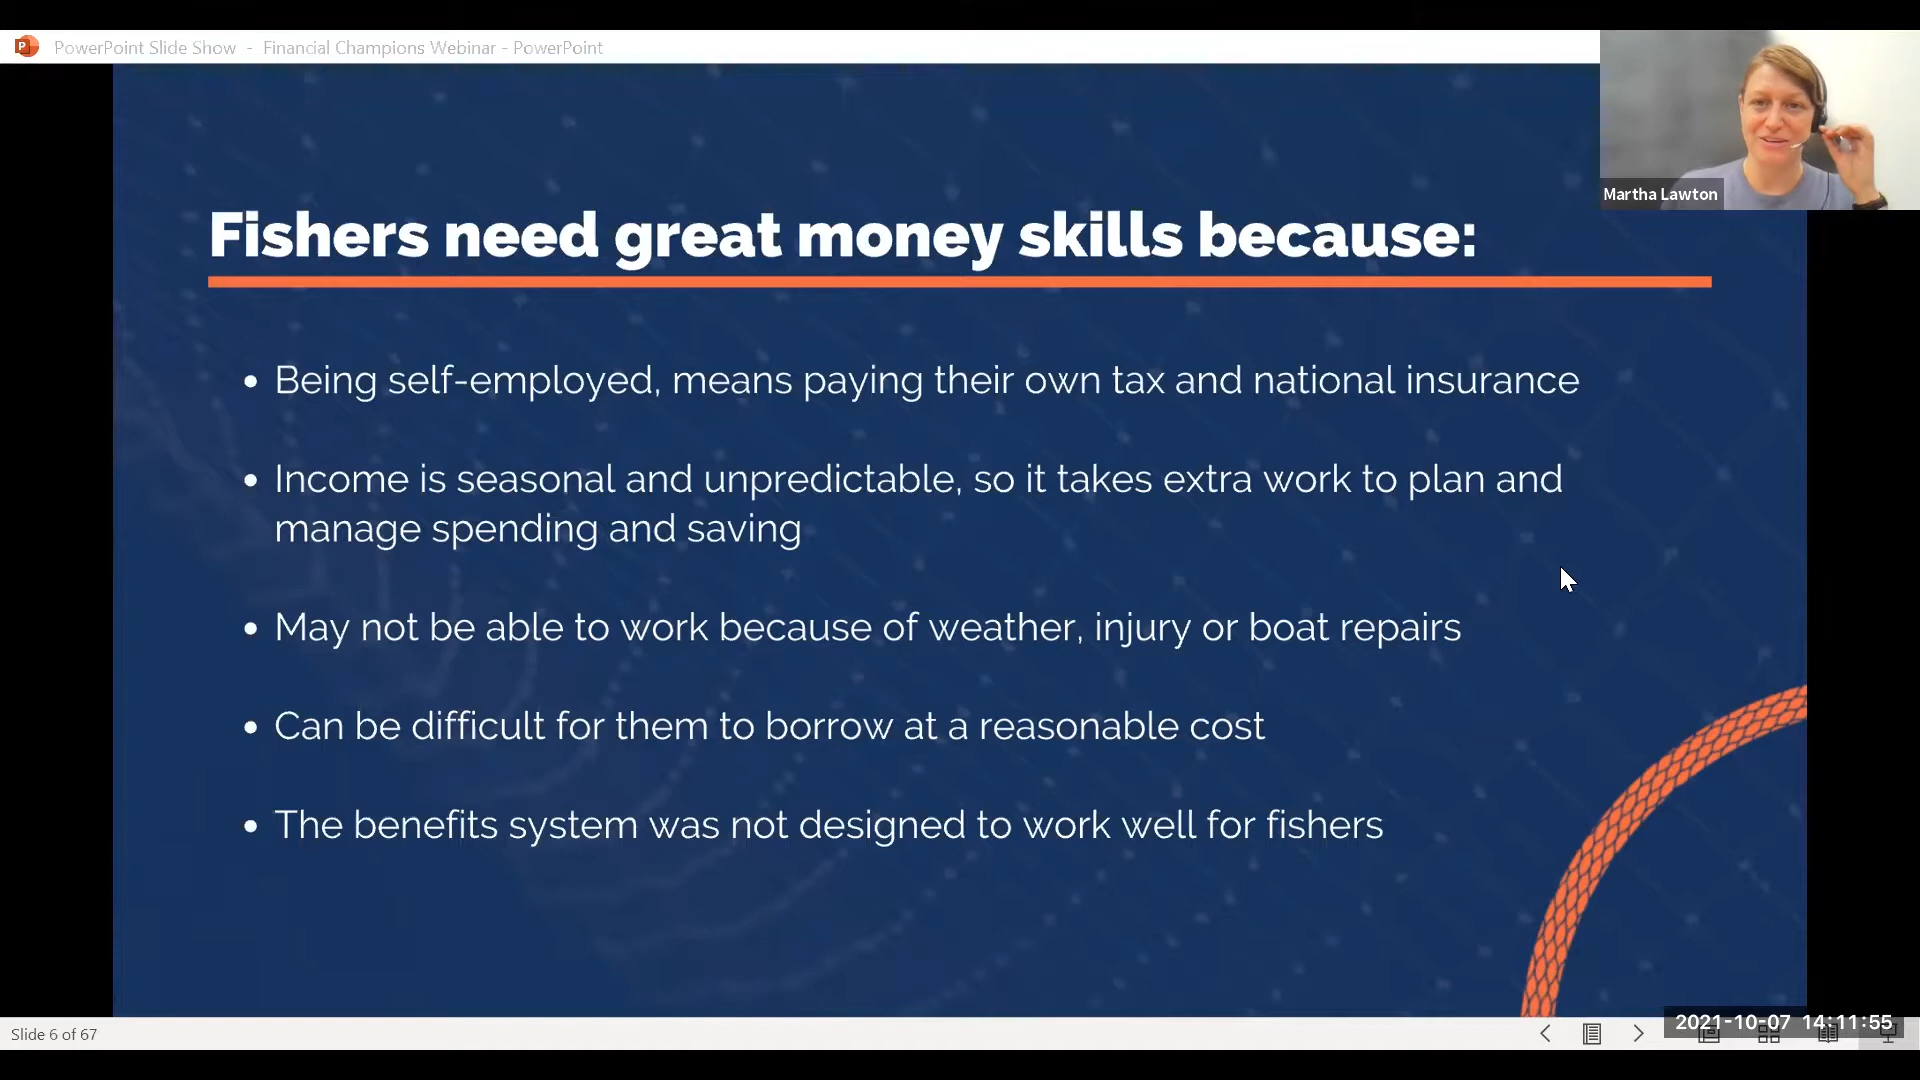 PowerPoint Slide Show - Financial Champions Webinar - PowerPoint
Martha Lawton
Fishers need great money skills because:
• Being self-employed, means paying their own tax and national insurance
• Income is seasonal and unpredictable, so it takes extra work to plan and
manage spending and saving
• May not be able to work because of weather, injury or boat repairs
• Can be difficult for them to borrow at a reasonable cost
• The benefits system was not designed to work well for fishers
Slide 6 of 67
2021-10-07 14:11:55